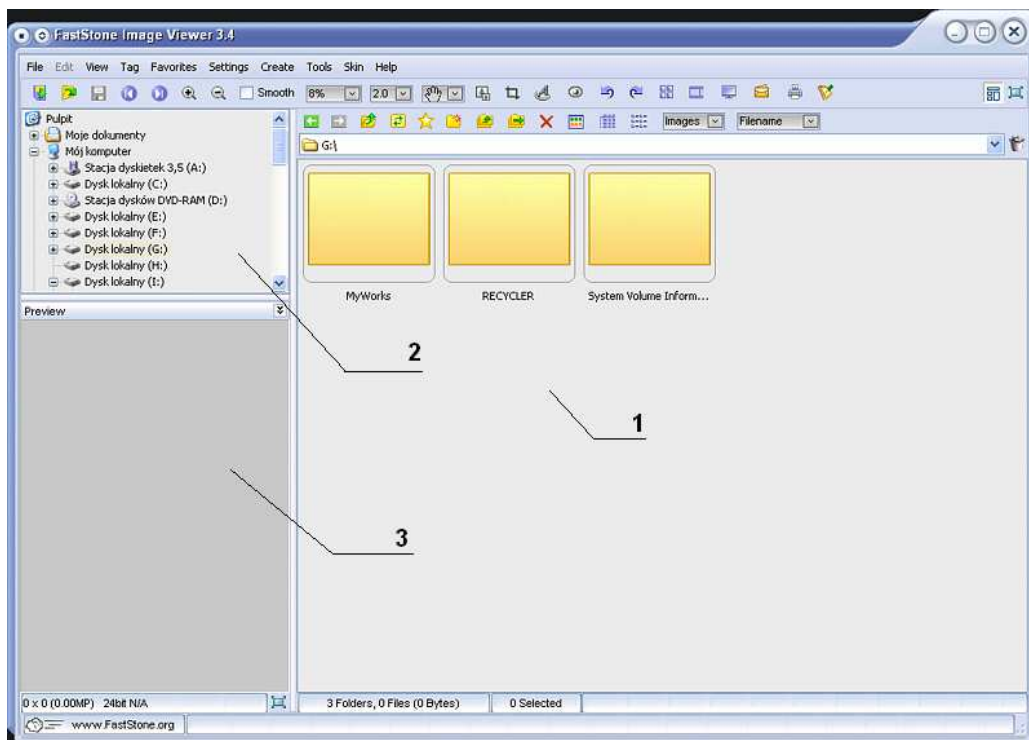 FastStone Image Viewer 3.4
File Edit View Tag Favorites Settings Create Tools Skin Help
Smooth 8% 2.0
Pulpit
Images Filename
Moje dokumenty
G:\
Mój komputer
Stacja dyskietek 3,5 (A:)
Dysk lokalny (C:)
Stacja dysków DVD-RAM (D:)
Dysk lokalny (E:)
Dysk lokalny (F:)
Dysk lokalny (G:)
Dysk lokalny (H:)
Dysk lokalny (I:)
MyWorks RECYCLER System Volume Inform...
Preview
2
1
3
0 x 0 (0.00MP) 24bit N/A
3 Folders, 0 Files (0 Bytes) 0 Selected
www.FastStone.org